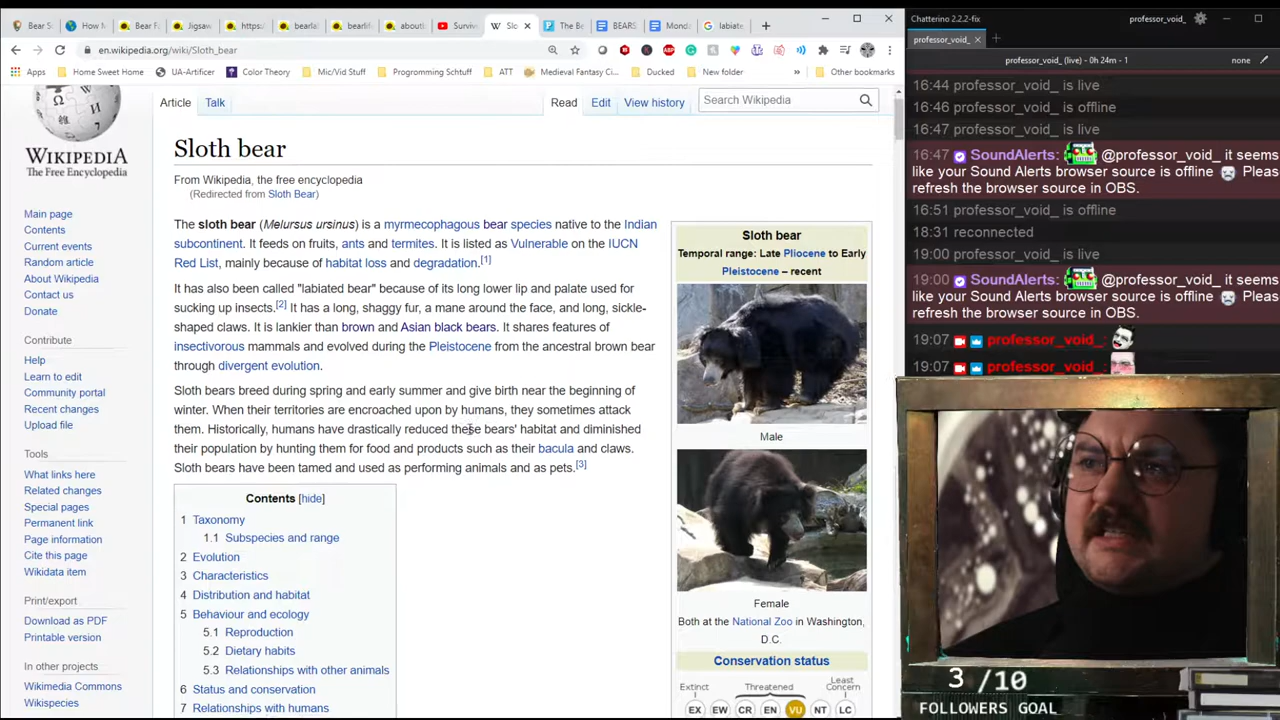 Bear S
How M
Bear F
Jigsaw
https:
bearla
bearlif
about
Surviv
Slo
The Be
BEARS
Monda
labiate
en.wikipedia.org/wiki/Sloth_bear
Apps
Home Sweet Home
UA-Artificer
Color Theory
Mic/Vid Stuff
Programming Schtuff
ATT
Medieval Fantasy Ci
Ducked
New folder
»
Other bookmarks
WIKIPEDIA
The Free Encyclopedia
Main page
Contents
Current events
Random article
About Wikipedia
Contact us
Donate
Contribute
Help
Learn to edit
Community portal
Recent changes
Upload file
Tools
What links here
Related changes
Special pages
Permanent link
Page information
Cite this page
Wikidata item
Print/export
Download as PDF
Printable version
In other projects
Wikimedia Commons
Wikispecies
Article Talk
Read Edit View history
Search Wikipedia
Sloth bear
From Wikipedia, the free encyclopedia
(Redirected from Sloth Bear)
The sloth bear (Melursus ursinus) is a myrmecophagous bear species native to the Indian
subcontinent. It feeds on fruits, ants and termites. It is listed as Vulnerable on the IUCN
Red List, mainly because of habitat loss and degradation.[1]
It has also been called "labiated bear" because of its long lower lip and palate used for
sucking up insects.[2] It has a long, shaggy fur, a mane around the face, and long, sickle-
shaped claws. It is lankier than brown and Asian black bears. It shares features of
insectivorous mammals and evolved during the Pleistocene from the ancestral brown bear
through divergent evolution.
Sloth bears breed during spring and early summer and give birth near the beginning of
winter. When their territories are encroached upon by humans, they sometimes attack
them. Historically, humans have drastically reduced these bears' habitat and diminished
their population by hunting them for food and products such as their bacula and claws.
Sloth bears have been tamed and used as performing animals and as pets.[3]
Contents [hide]
1 Taxonomy
1.1 Subspecies and range
2 Evolution
3 Characteristics
4 Distribution and habitat
5 Behaviour and ecology
5.1 Reproduction
5.2 Dietary habits
5.3 Relationships with other animals
6 Status and conservation
7 Relationships with humans
Sloth bear
Temporal range: Late Pliocene to Early
Pleistocene – recent
Male
Female
Both at the National Zoo in Washington,
D.C.
Conservation status
Extinct
Threatened
Least
Concern
EX EW CR EN VU NT LC
Chatterino 2.2.2-fix
professor_void_
professor_void_
professor_void_ (live) - 0h 24m - 1
none
16:44 professor_void_ is live
16:46 professor_void_ is offline
16:47 professor_void_ is live
16:47 SoundAlerts: @professor_void_ it seems
like your Sound Alerts browser source is offline Please
refresh the browser source in OBS.
16:51 professor_void_ is offline
18:31 reconnected
19:00 professor_void_ is live
19:00 SoundAlerts: @professor_void_ it seems
like your Sound Alerts browser source is offline Please
refresh the browser source in OBS.
19:07 professor_void_:
19:07 professor_void_:
3 /10
FOLLOWERS GOAL